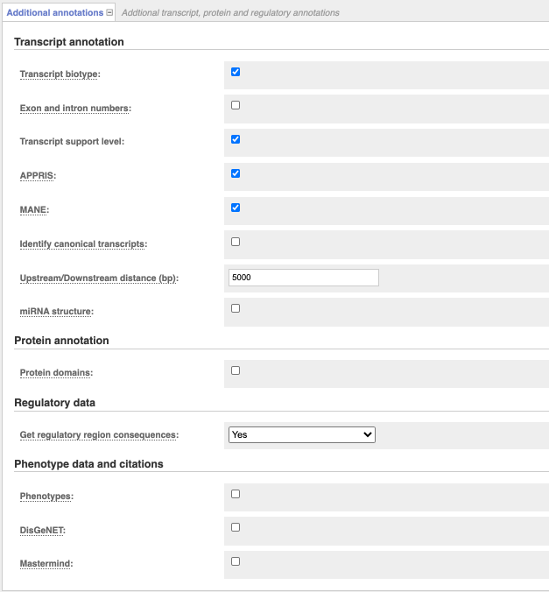 Additional annotations Addtional transcript, protein and regulatory annotations
Transcript annotation
Transcript biotype:
Exon and intron numbers:
Transcript support level:
APPRIS:
MANE:
Identify canonical transcripts:
Upstream/Downstream distance (bp): 5000
miRNA structure:
Protein annotation
Protein domains:
Regulatory data
Get regulatory region consequences: Yes
Phenotype data and citations
Phenotypes:
DisGeNET:
Mastermind: